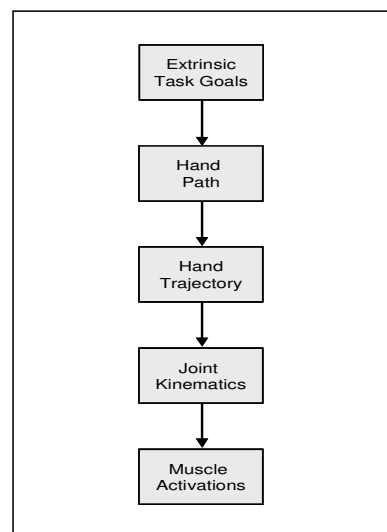 Extrinsic
Task Goals
Hand
Path
Hand
Trajectory
Joint
Kinematics
Muscle
Activations